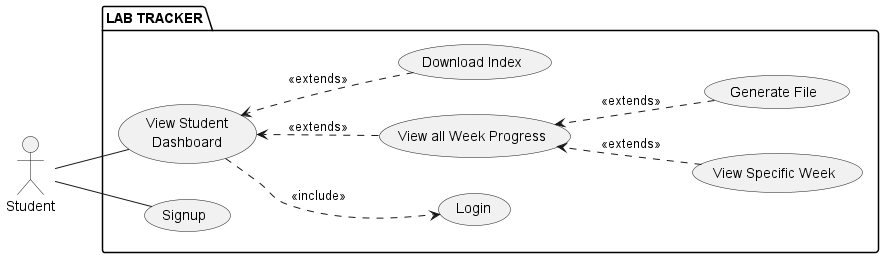 LAB TRACKER
Download Index
«extends»
Generate File
«extends»
View Student
Dashboard
«extends»
View all Week Progress
«extends»
View Specific Week
Student
«include»
Signup
Login